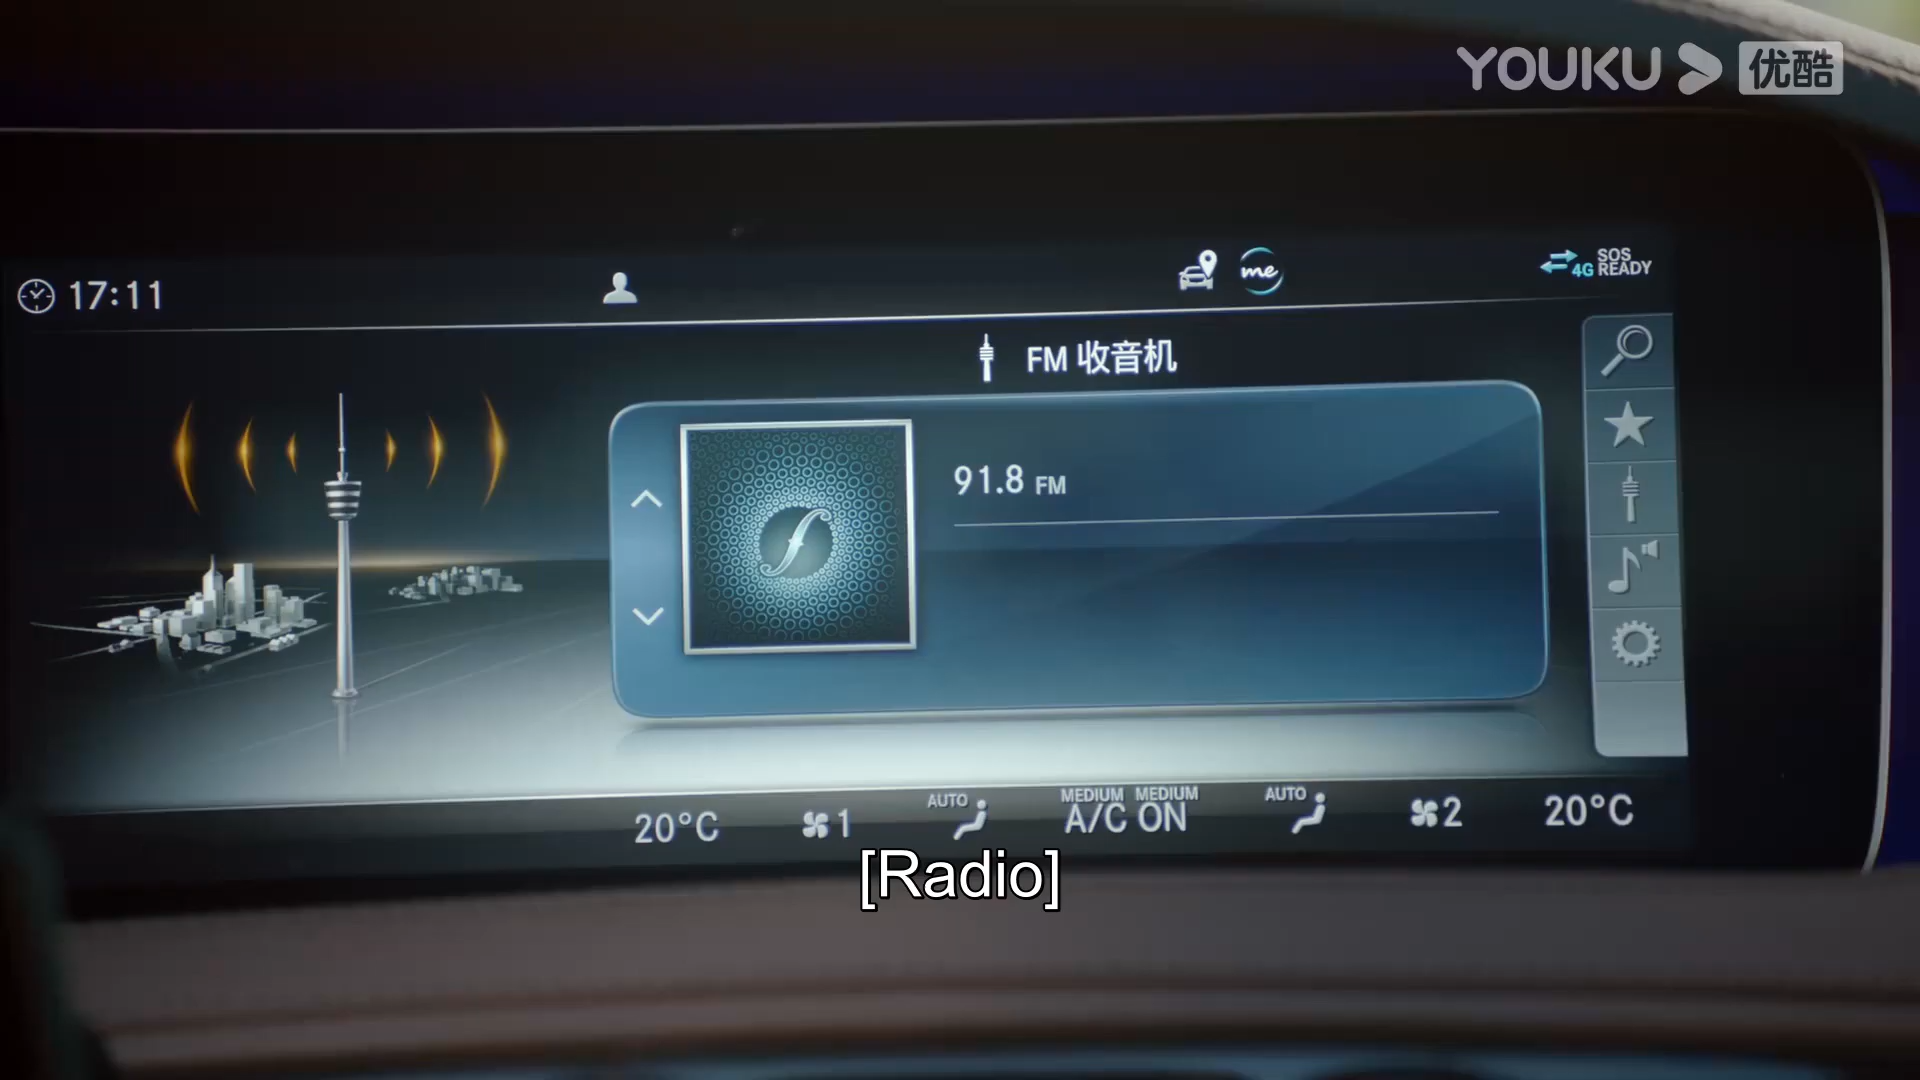 YOUKU 优酷
17:11
me
4G SOS READY
FM 收音机
91.8 FM
20°C 1 AUTO MEDIUM MEDIUM A/C ON AUTO 2 20°C
[Radio]